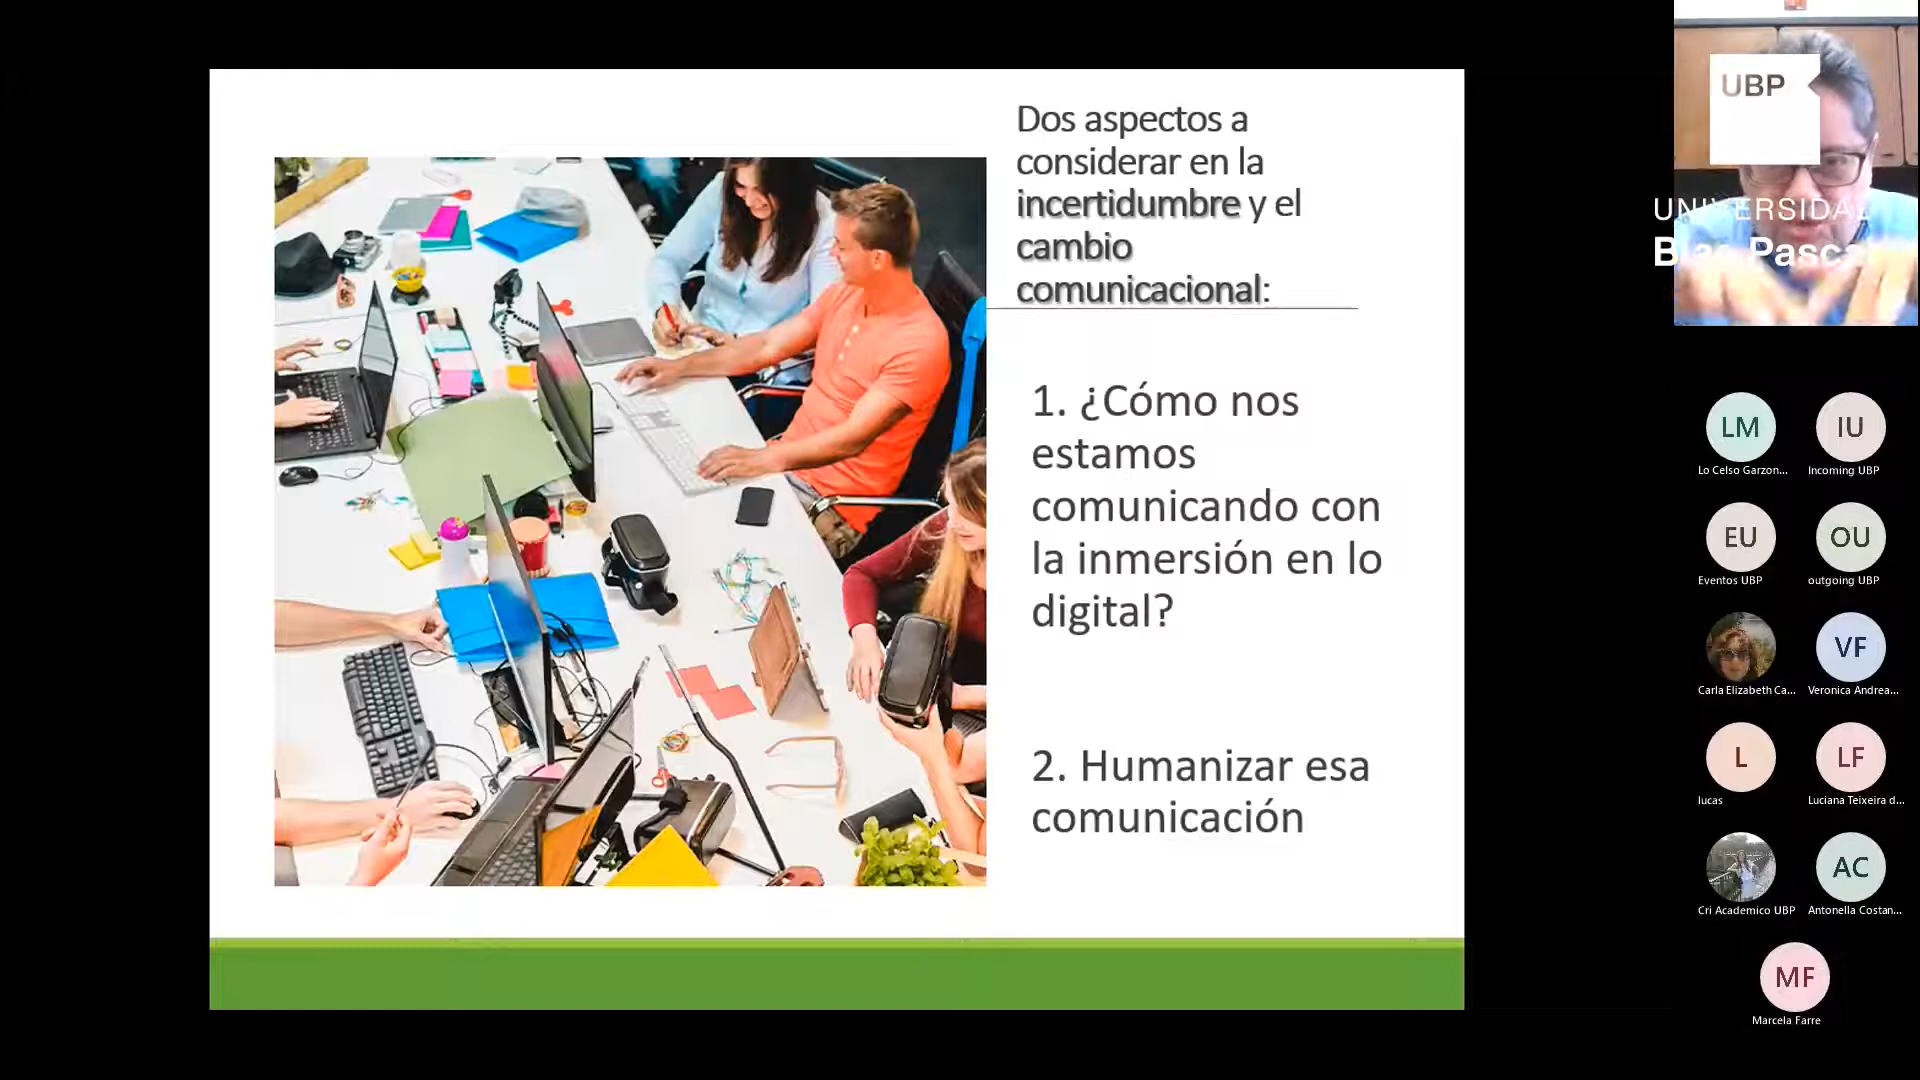 Dos aspectos a
considerar en la
incertidumbre y el
cambio
comunicacional:
1. ¿Cómo nos
estamos
comunicando con
la inmersión en lo
digital?
2. Humanizar esa
comunicación
UBP
UNIVERSIDAD
Blas Pascal
LM
IU
Lo Celso Garzon...
Incoming UBP
EU
OU
Eventos UBP
outgoing UBP
VF
Carla Elizabeth Ca...
Veronica Andrea...
L
LF
lucas
Luciana Teixeira d...
AC
Cri Academico UBP
Antonella Costan...
MF
Marcela Farre